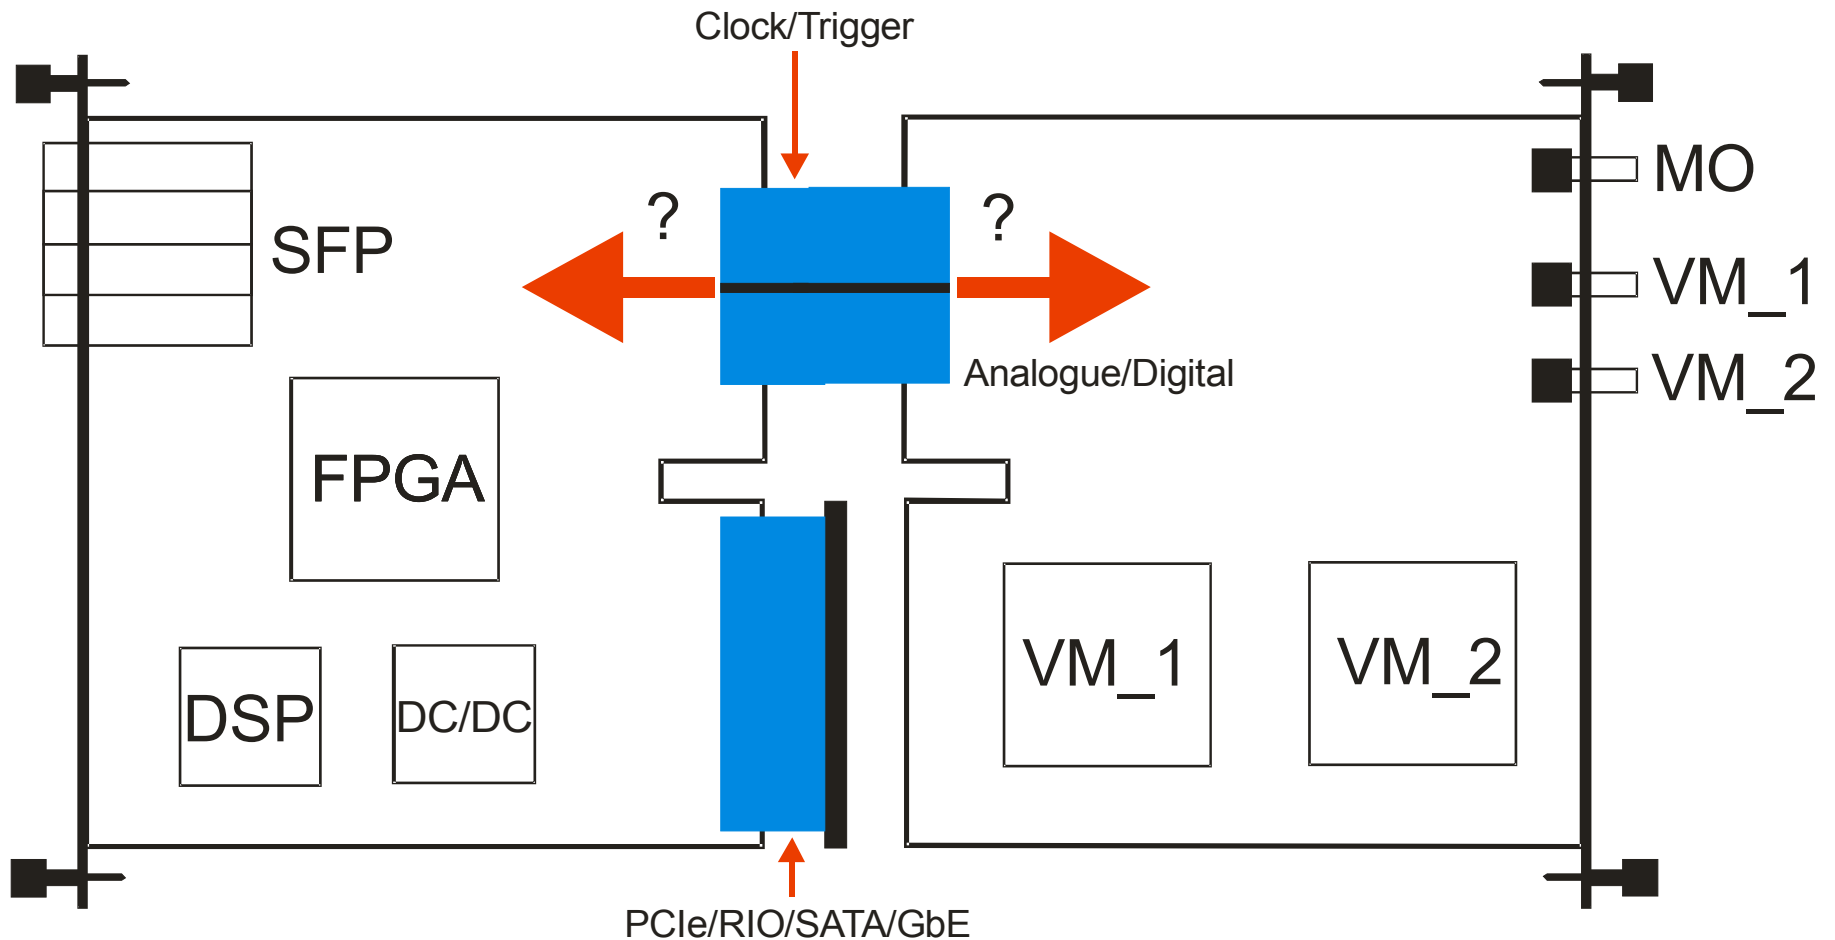 Clock/Trigger
MO
?
?
SFP
VM_1
Analogue/Digital
VM_2
FPGA
VM_1
VM_2
DSP
DC/DC
PCIe/RIO/SATA/GbE